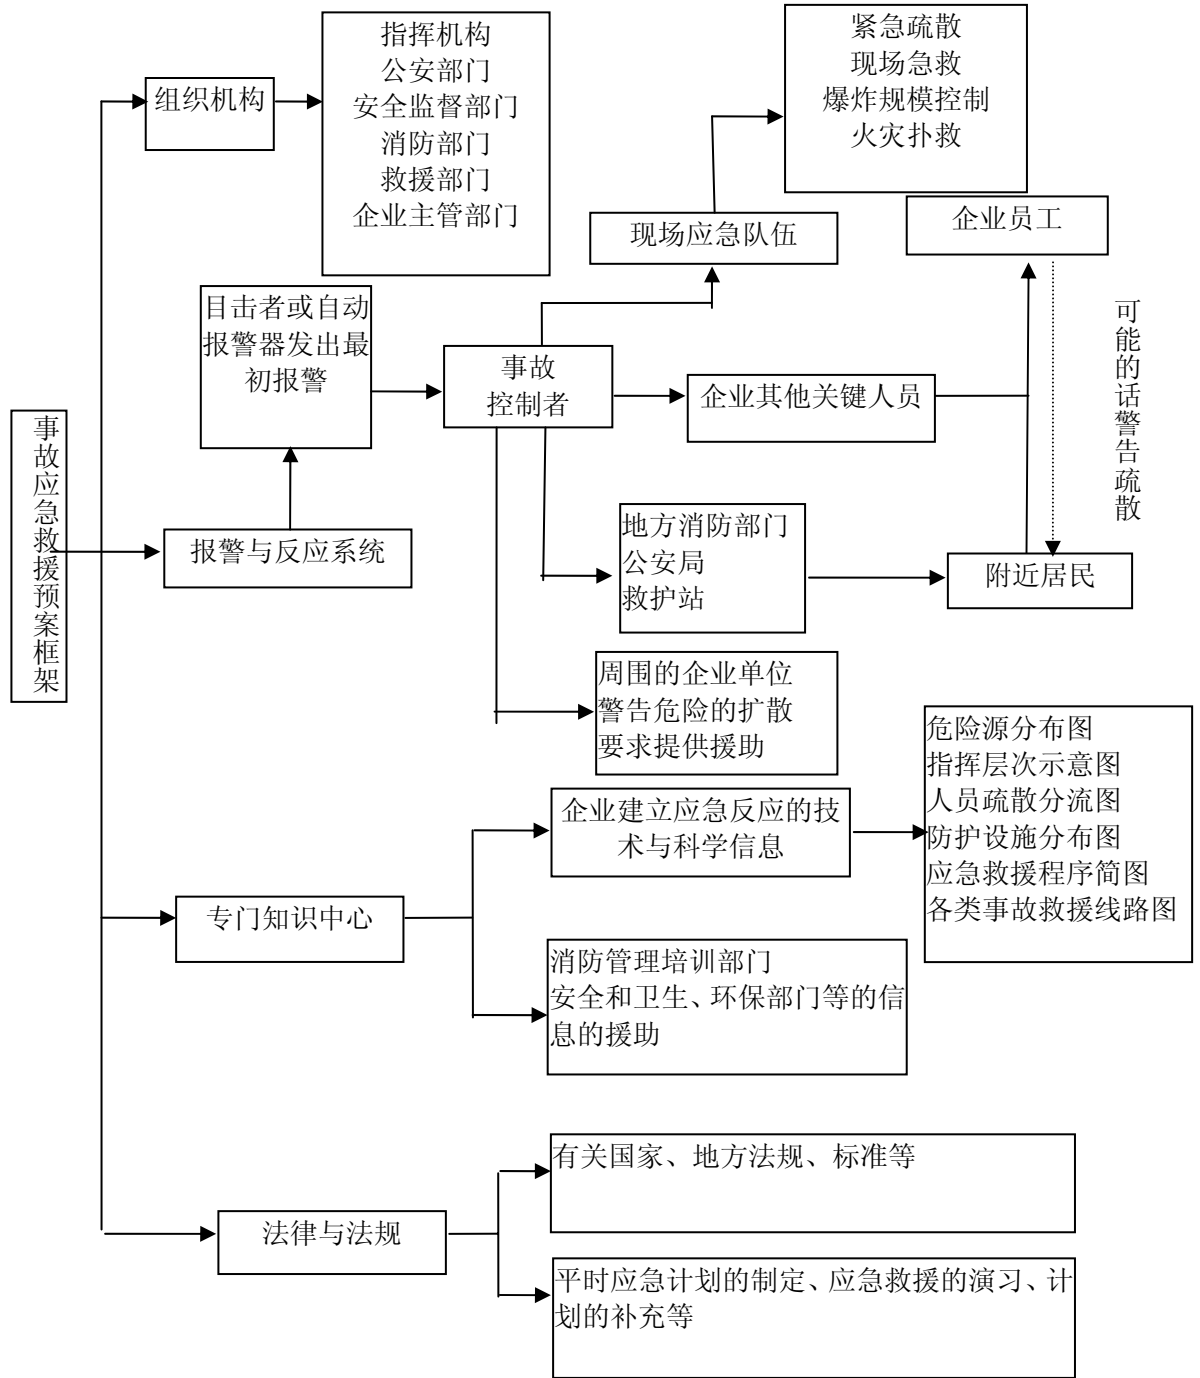 事故应急救援预案框架
组织机构
指挥机构
公安部门
安全监督部门
消防部门
救援部门
企业主管部门
紧急疏散
现场急救
爆炸规模控制
火灾扑救
现场应急队伍
企业员工
目击者或自动
报警器发出最
初报警
事故
控制者
企业其他关键人员
可能的话警告疏散
报警与反应系统
地方消防部门
公安局
救护站
附近居民
周围的企业单位
警告危险的扩散
要求提供援助
专门知识中心
企业建立应急反应的技
术与科学信息
危险源分布图
指挥层次示意图
人员疏散分流图
防护设施分布图
应急救援程序简图
各类事故救援线路图
消防管理培训部门
安全和卫生、环保部门等的信
息的援助
法律与法规
有关国家、地方法规、标准等
平时应急计划的制定、应急救援的演习、计
划的补充等